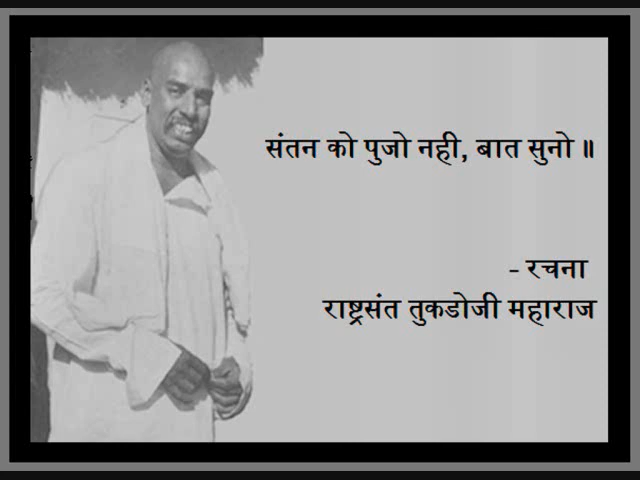 संतन को पुजो नही, बात सुनो ॥
- रचना
राष्ट्रसंत तुकडोजी महाराज